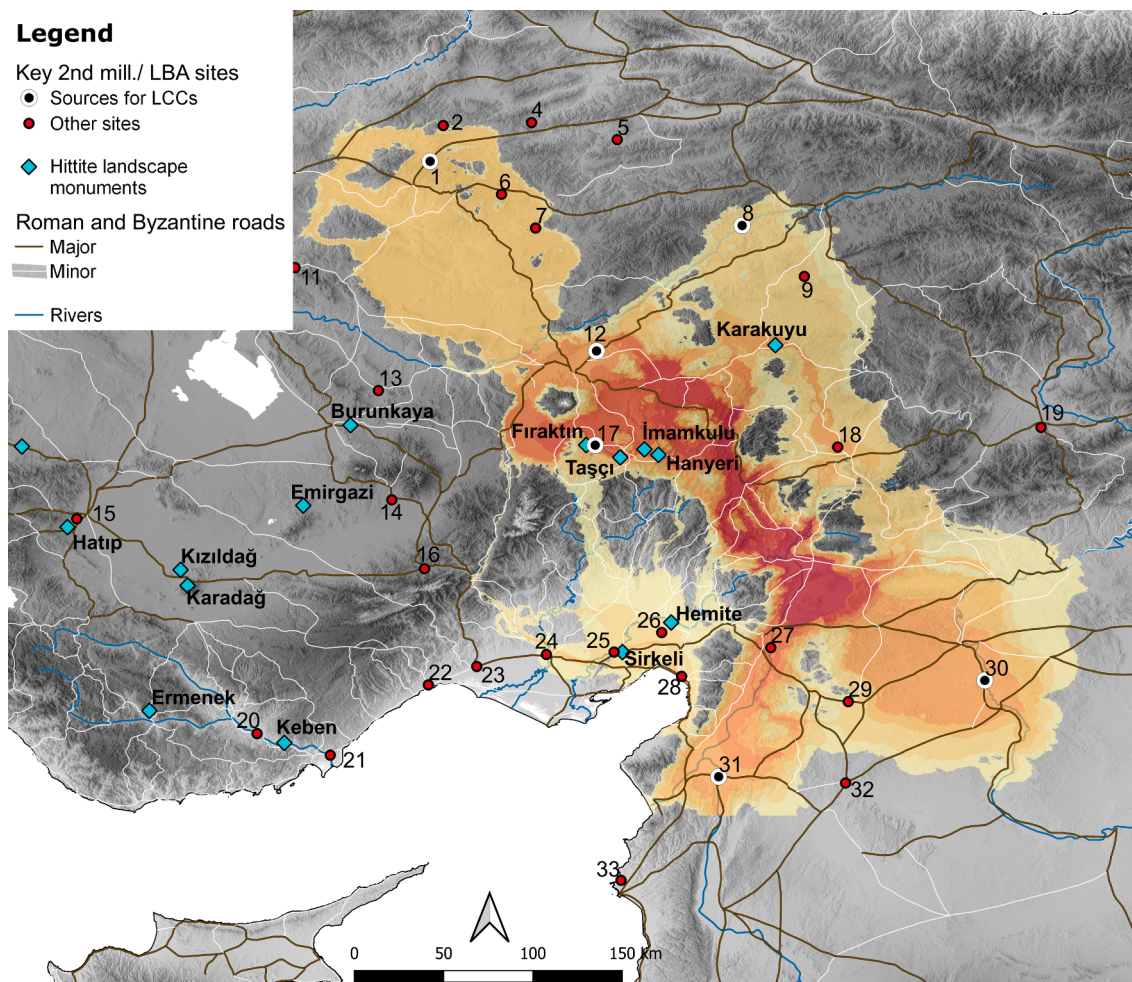 Legend
Key 2nd mill./ LBA sites
Sources for LCCs
Other sites
Hittite landscape
monuments
Roman and Byzantine roads
Major
Minor
Rivers
2
4
5
1
6
7
8
11
9
12
Karakuyu
13
Burunkaya
19
Fıraktın
17
İmamkulu
18
Taşçı
Hanyeri
Emirgazi
14
15
Hatıp
Kızıldağ
16
Karadağ
Hemite
26
27
24
25
Sirkeli
23
22
28
30
29
Ermenek
20
Keben
21
31
32
33
0
50
100
150 km